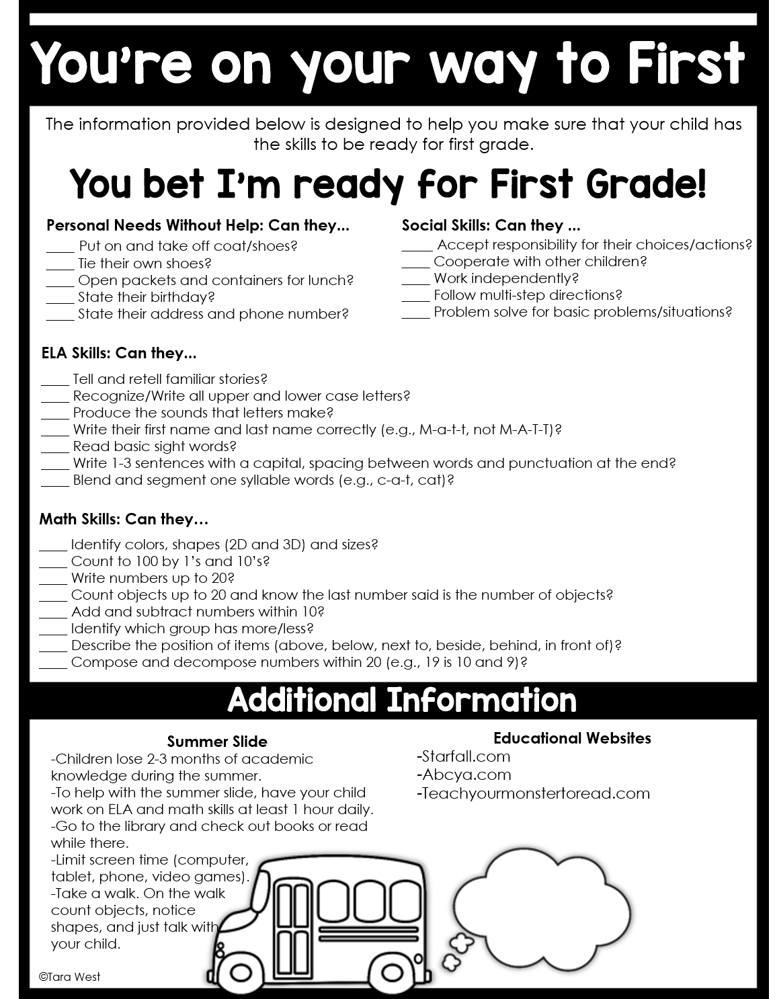 You're on your way to First
The information provided below is designed to help you make sure that your child has
the skills to be ready for first grade.
You bet I'm ready for First Grade!
Personal Needs Without Help: Can they...
____ Put on and take off coat/shoes?
____ Tie their own shoes?
____ Open packets and containers for lunch?
____ State their birthday?
____ State their address and phone number?
Social Skills: Can they ...
____ Accept responsibility for their choices/actions?
____ Cooperate with other children?
____ Work independently?
____ Follow multi-step directions?
____ Problem solve for basic problems/situations?
ELA Skills: Can they...
____ Tell and retell familiar stories?
____ Recognize/Write all upper and lower case letters?
____ Produce the sounds that letters make?
____ Write their first name and last name correctly (e.g., M-a-t-t, not M-A-T-T)?
____ Read basic sight words?
____ Write 1-3 sentences with a capital, spacing between words and punctuation at the end?
____ Blend and segment one syllable words (e.g., c-a-t, cat)?
Math Skills: Can they…
____ Identify colors, shapes (2D and 3D) and sizes?
____ Count to 100 by 1's and 10's?
____ Write numbers up to 20?
____ Count objects up to 20 and know the last number said is the number of objects?
____ Add and subtract numbers within 10?
____ Identify which group has more/less?
____ Describe the position of items (above, below, next to, beside, behind, in front of)?
____ Compose and decompose numbers within 20 (e.g., 19 is 10 and 9)?
Additional Information
Summer Slide
-Children lose 2-3 months of academic
knowledge during the summer.
-To help with the summer slide, have your child
work on ELA and math skills at least 1 hour daily.
-Go to the library and check out books or read
while there.
-Limit screen time (computer,
tablet, phone, video games).
-Take a walk. On the walk
count objects, notice
shapes, and just talk with
your child.
Educational Websites
-Starfall.com
-Abcya.com
-Teachyourmonstertoread.com
©Tara West